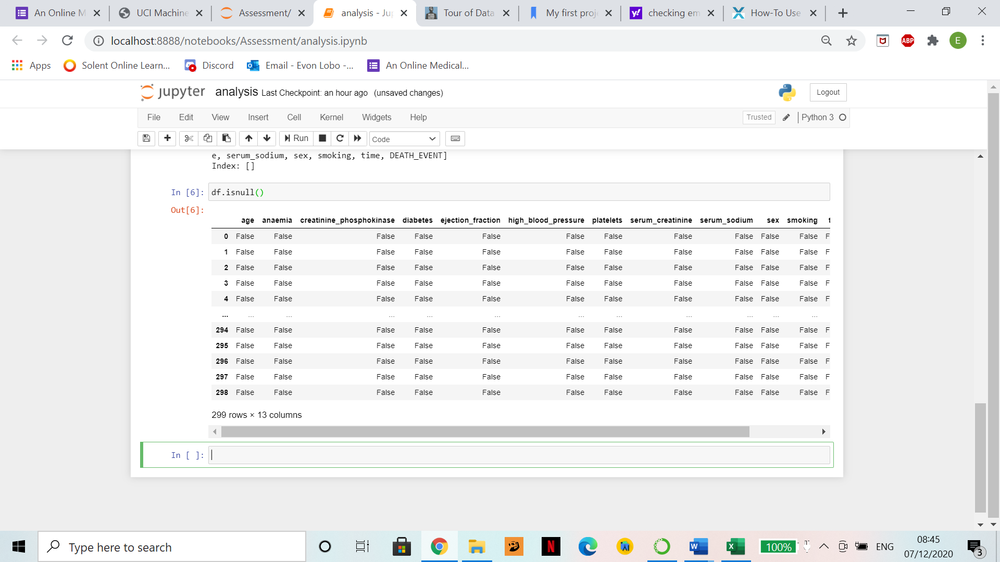 An Online M
UCI Machine
Assessment/
analysis - Ju
Tour of Data
My first proj
checking em
How-To Use
localhost:8888/notebooks/Assessment/analysis.ipynb
ABP
E
Apps
Solent Online Learn...
Discord
Email - Evon Lobo -...
An Online Medical...
jupyter analysis Last Checkpoint: an hour ago (unsaved changes)
Logout
File Edit View Insert Cell Kernel Widgets Help
Trusted
Python 3
Run
Code
e, serum_sodium, sex, smoking, time, DEATH_EVENT]
Index: []
In [6]: df.isnull()
Out[6]:
age anaemia creatinine_phosphokinase diabetes ejection_fraction high_blood_pressure platelets serum_creatinine serum_sodium sex smoking t
0 False False False False False False False False False False False F
1 False False False False False False False False False False False F
2 False False False False False False False False False False False F
3 False False False False False False False False False False False F
4 False False False False False False False False False False False F
... ... ... ... ... ... ... ... ... ... ... ...
294 False False False False False False False False False False False F
295 False False False False False False False False False False False F
296 False False False False False False False False False False False F
297 False False False False False False False False False False False F
298 False False False False False False False False False False False F
299 rows × 13 columns
In [ ]:
Type here to search
N
W
X
100%
ENG
08:45
07/12/2020
3